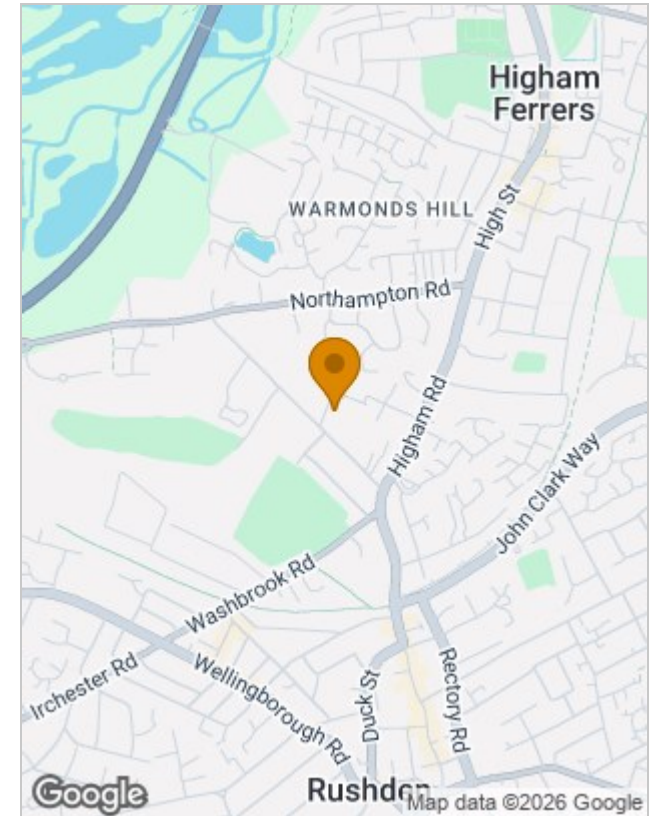 Higham
Ferrers
WARMONDS HILL
High St
Northampton Rd
Higham Rd
John Clark Way
Washbrook Rd
Irchester Rd
Wellingborough Rd
Duck St
Rectory Rd
Rushden
Google
Map data ©2026 Google